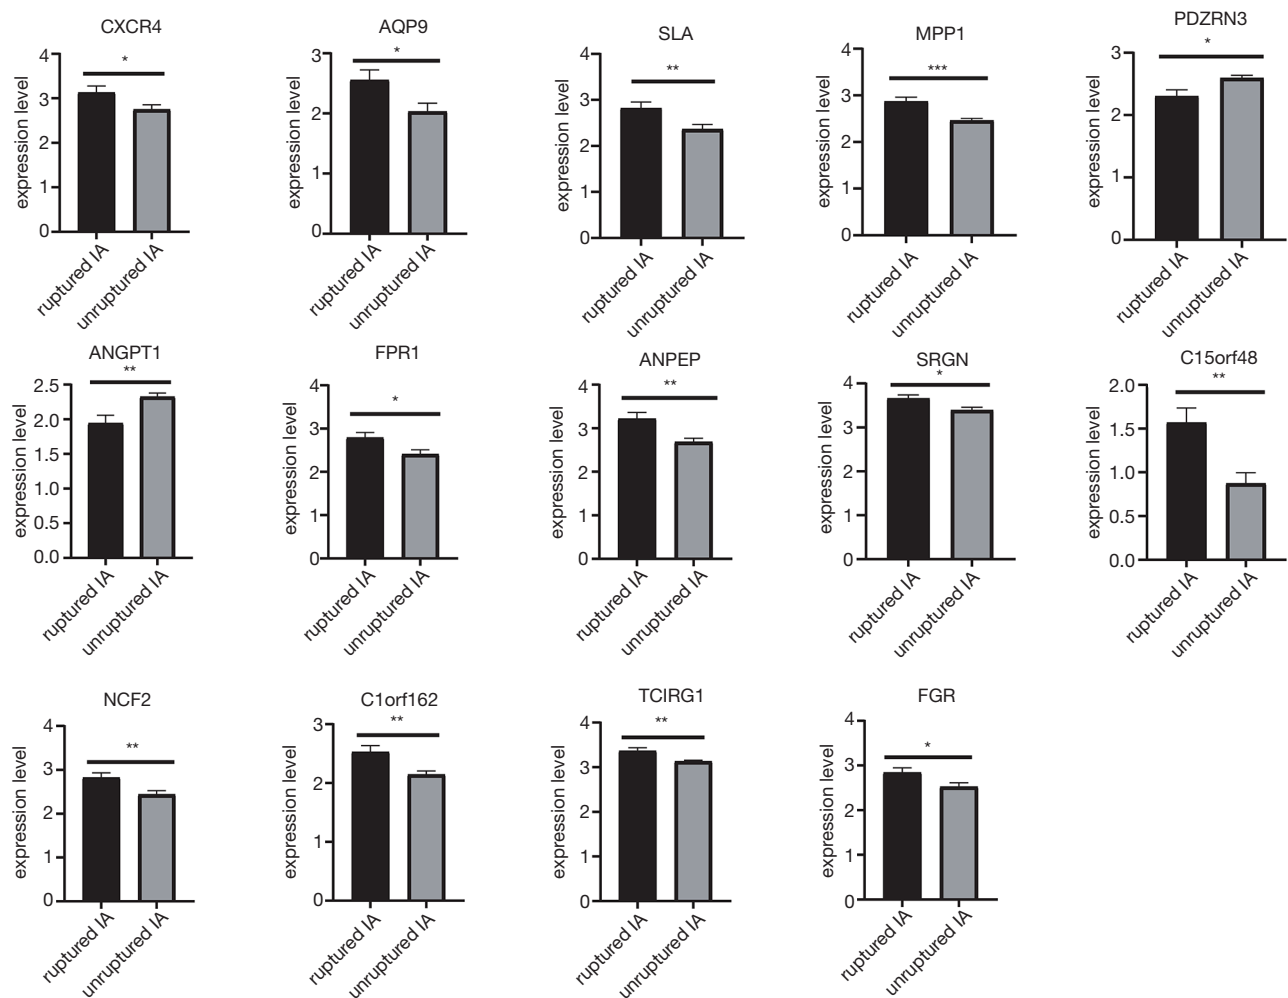 CXCR4
*
expression level
4
3
2
1
0
ruptured IA
unruptured IA
AQP9
*
expression level
3
2
1
0
ruptured IA
unruptured IA
SLA
**
expression level
4
3
2
1
0
ruptured IA
unruptured IA
MPP1
***
expression level
4
3
2
1
0
ruptured IA
unruptured IA
PDZRN3
*
expression level
3
2
1
0
ruptured IA
unruptured IA
ANGPT1
**
expression level
2.5
2.0
1.5
1.0
0.5
0.0
ruptured IA
unruptured IA
FPR1
*
expression level
4
3
2
1
0
ruptured IA
unruptured IA
ANPEP
**
expression level
4
3
2
1
0
ruptured IA
unruptured IA
SRGN
*
expression level
4
3
2
1
0
ruptured IA
unruptured IA
C15orf48
**
expression level
2.0
1.5
1.0
0.5
0.0
ruptured IA
unruptured IA
NCF2
**
expression level
4
3
2
1
0
ruptured IA
unruptured IA
C1orf162
**
expression level
3
2
1
0
ruptured IA
unruptured IA
TCIRG1
**
expression level
4
3
2
1
0
ruptured IA
unruptured IA
FGR
*
expression level
4
3
2
1
0
ruptured IA
unruptured IA